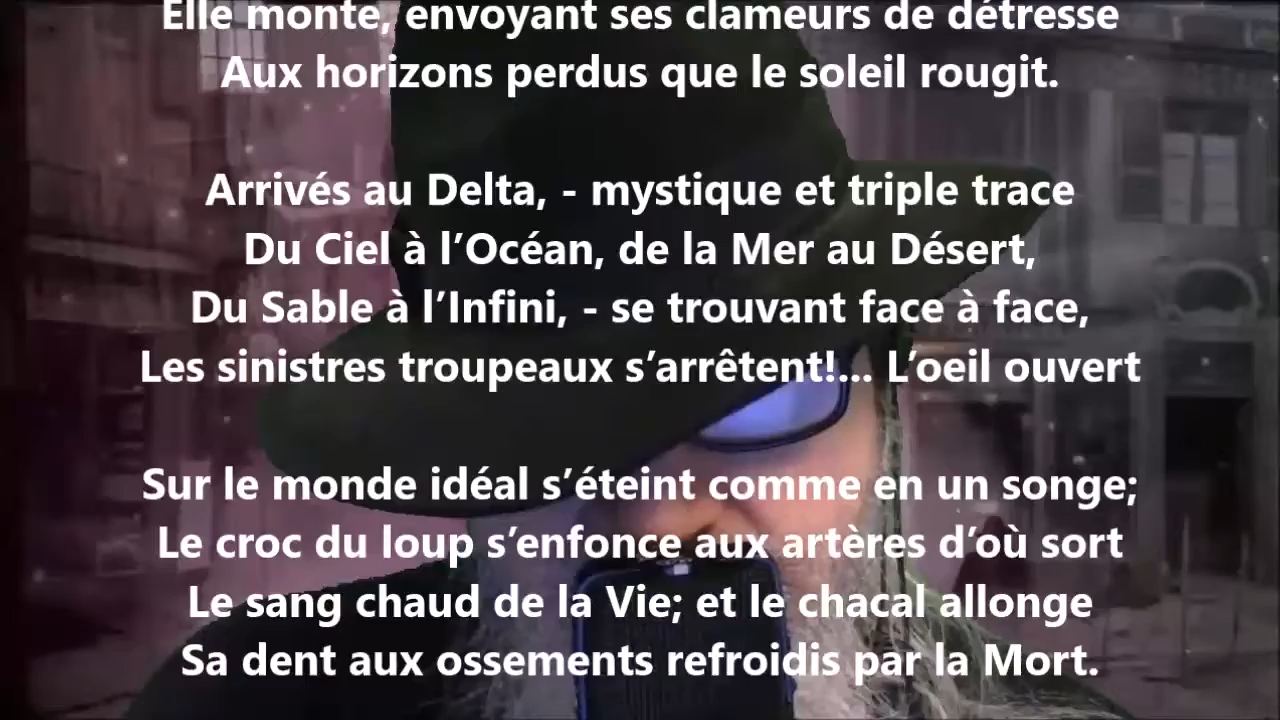 Elle monte, envoyant ses clameurs de détresse
Aux horizons perdus que le soleil rougit.
Arrivés au Delta, - mystique et triple trace
Du Ciel à l’Océan, de la Mer au Désert,
Du Sable à l’Infini, - se trouvant face à face,
Les sinistres troupeaux s’arrêtent!... L’oeil ouvert
Sur le monde idéal s’éteint comme en un songe;
Le croc du loup s’enfonce aux artères d’où sort
Le sang chaud de la Vie; et le chacal allonge
Sa dent aux ossements refroidis par la Mort.